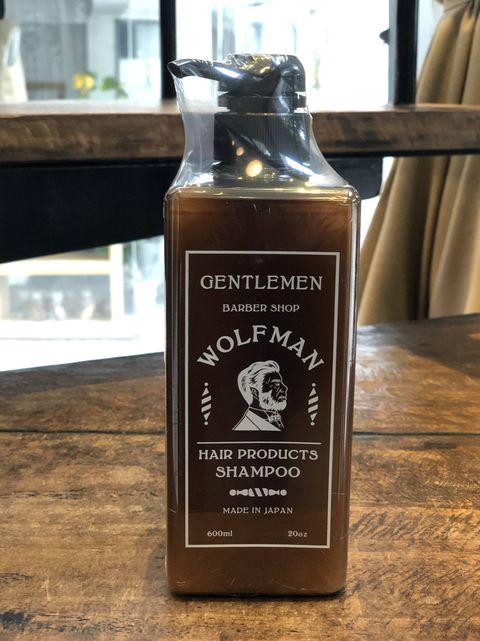 GENTLEMEN
BARBER SHOP
WOLFMAN
HAIR PRODUCTS
SHAMPOO
MADE IN JAPAN
600ml 20oz